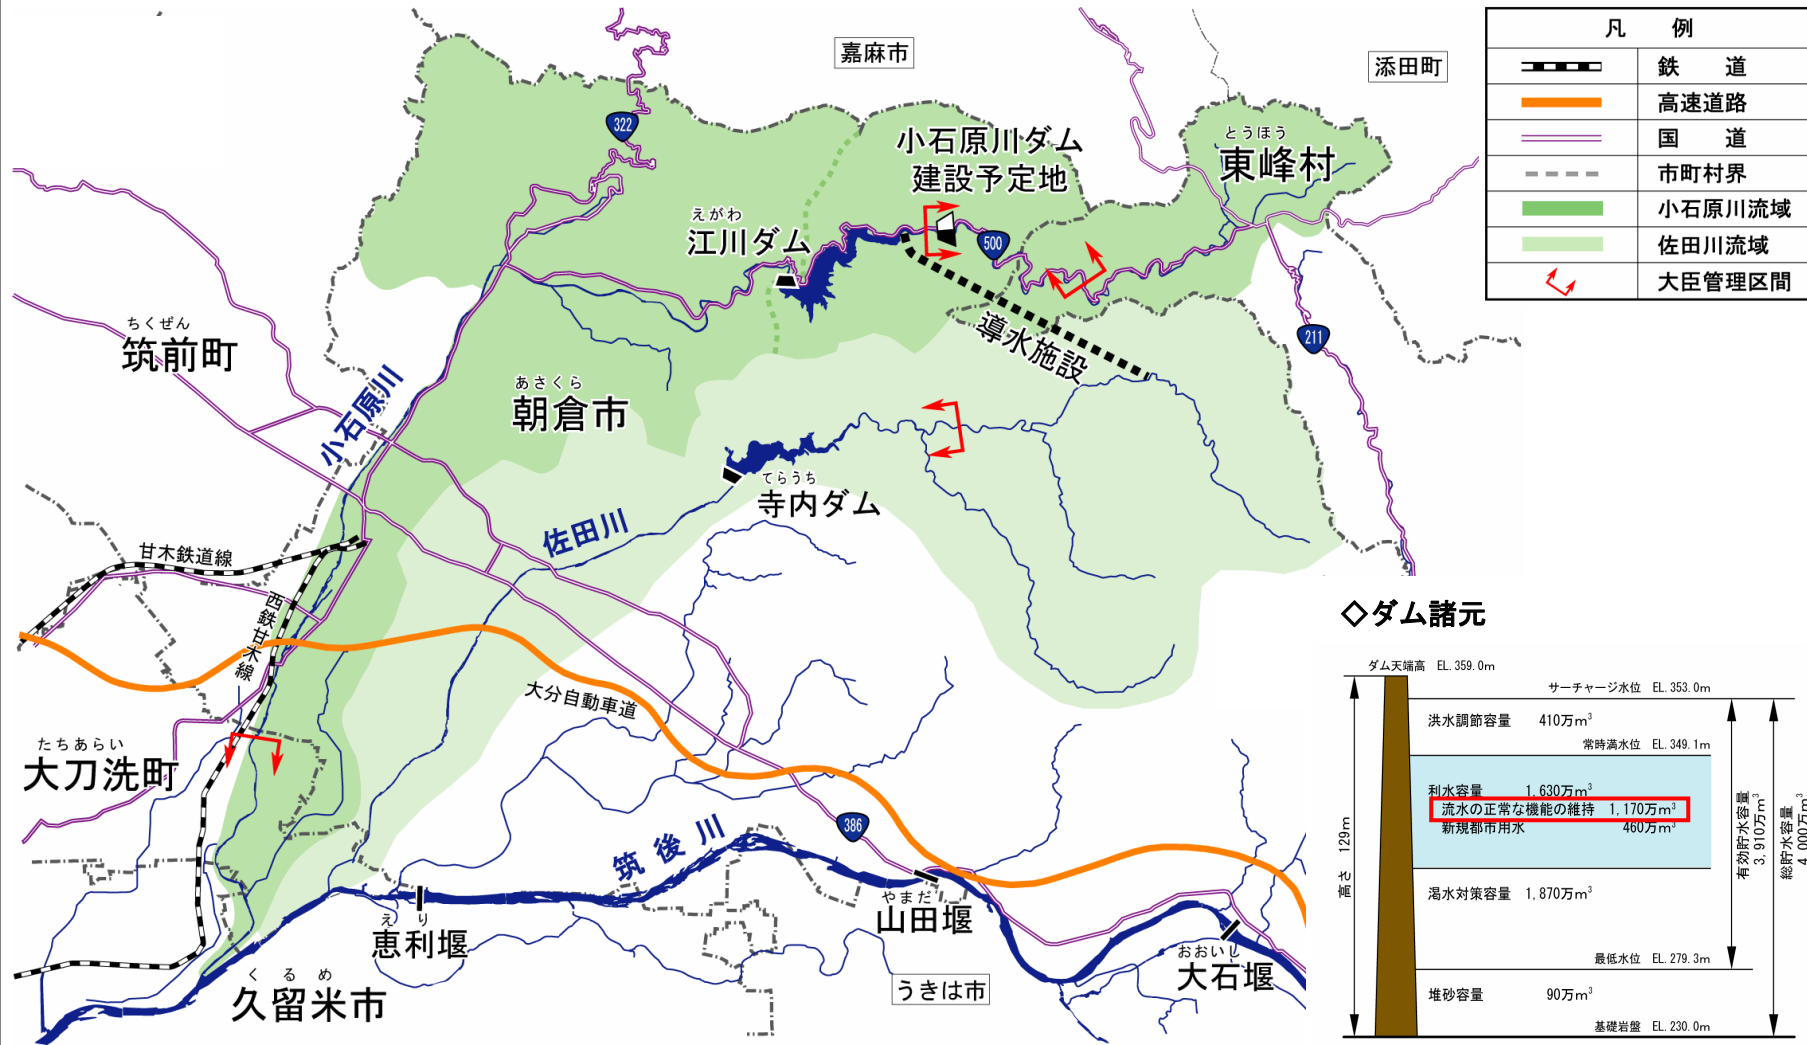 嘉麻市
添田町
凡 例
鉄 道
高速道路
国 道
市町村界
小石原川流域
佐田川流域
大臣管理区間
322
小石原川ダム
建設予定地
とうほう
東峰村
えがわ
江川ダム
500
211
ちくぜん
筑前町
導水施設
小石原川
あさくら
朝倉市
てらうち
寺内ダム
佐田川
甘木鉄道線
西鉄甘木線
大分自動車道
たちあらい
大刀洗町
筑後川
386
えり
恵利堰
やまだ
山田堰
おおいし
大石堰
くるめ
久留米市
うきは市
◇ダム諸元
ダム天端高 EL.359.0m
サーチャージ水位 EL.353.0m
洪水調節容量 410万m³
常時満水位 EL.349.1m
利水容量 1,630万m³
流水の正常な機能の維持 1,170万m³
新規都市用水 460万m³
高さ 129m
有効貯水容量
3,910万m³
総貯水容量
4,000万m³
渇水対策容量 1,870万m³
最低水位 EL.279.3m
堆砂容量 90万m³
基礎岩盤 EL.230.0m